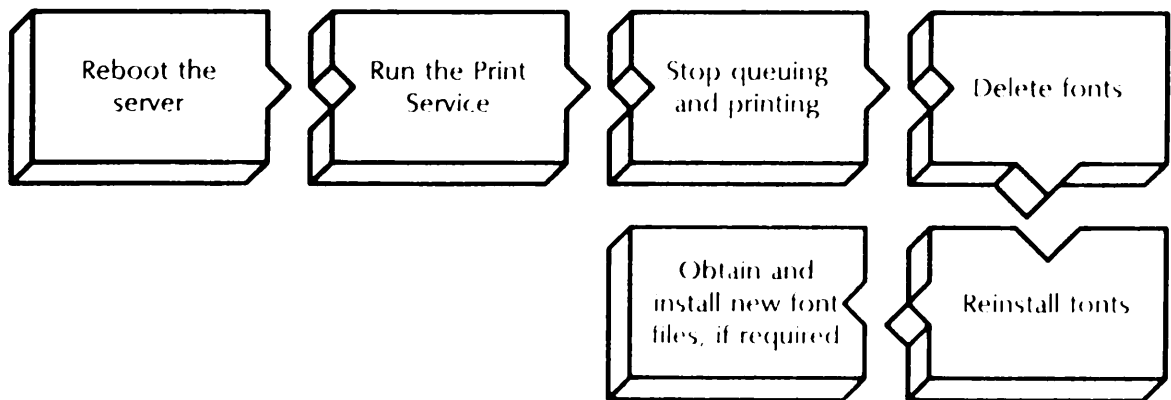 Reboot the
server
Run the Print
Service
Stop queuing
and printing
Delete fonts
Reinstall fonts
Obtain and
install new font
files, if required